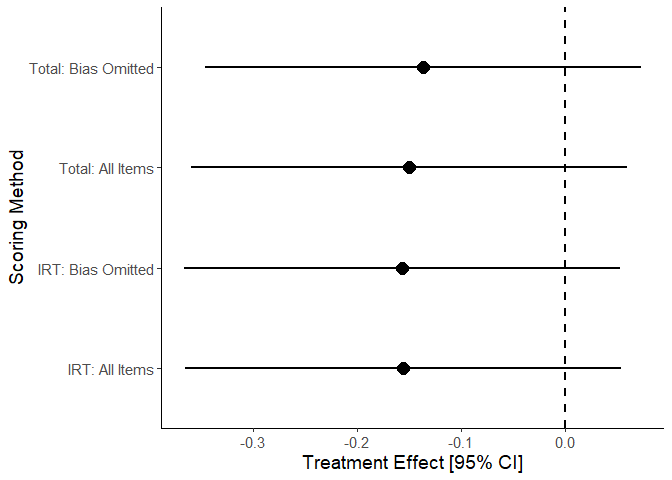 Scoring Method
Total: Bias Omitted
Total: All Items
IRT: Bias Omitted
IRT: All Items
-0.3 -0.2 -0.1 0.0
Treatment Effect [95% CI]